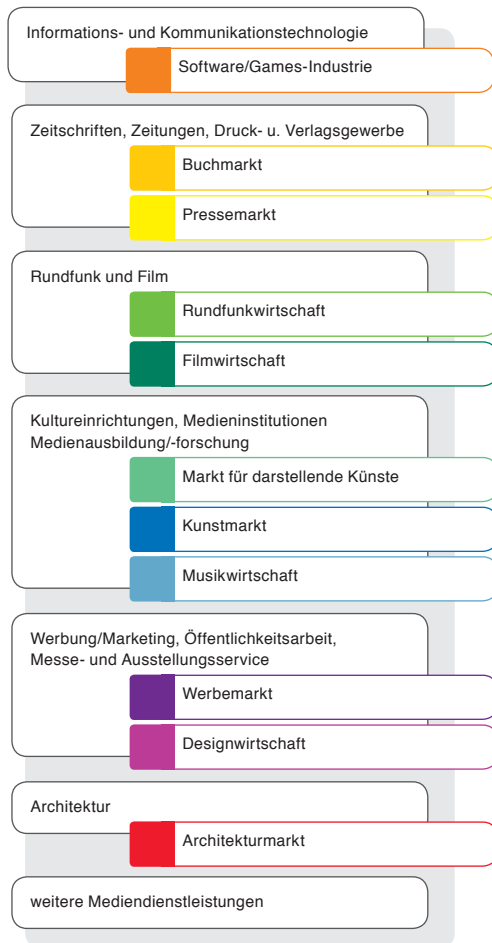 Informations- und Kommunikationstechnologie
Software/Games-Industrie
Zeitschriften, Zeitungen, Druck- u. Verlagsgewerbe
Buchmarkt
Pressemarkt
Rundfunk und Film
Rundfunkwirtschaft
Filmwirtschaft
Kultureinrichtungen, Medieninstitutionen
Medienausbildung/-forschung
Markt für darstellende Künste
Kunstmarkt
Musikwirtschaft
Werbung/Marketing, Öffentlichkeitsarbeit,
Messe- und Ausstellungsservice
Werbemarkt
Designwirtschaft
Architektur
Architekturmarkt
weitere Mediendienstleistungen